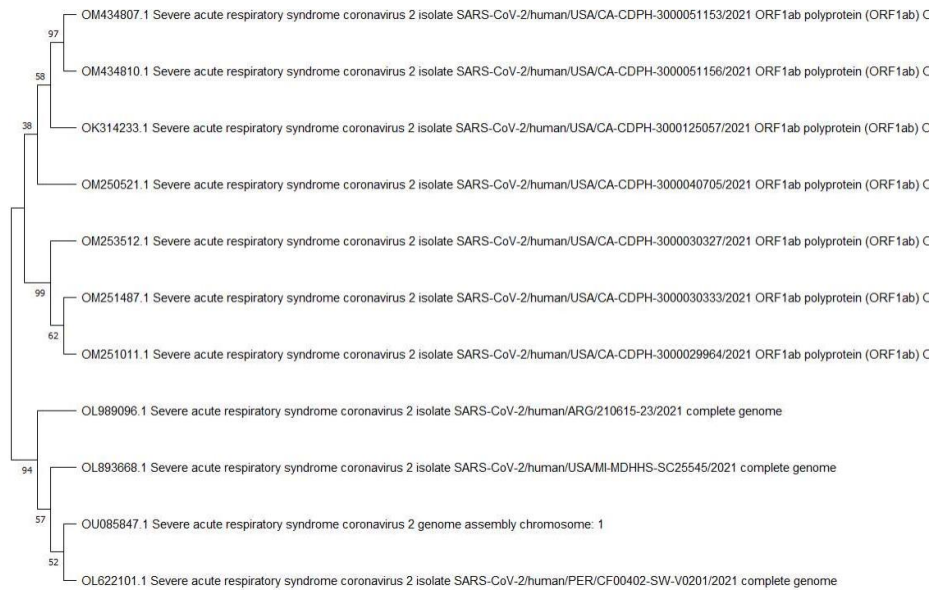 OM434807.1 Severe acute respiratory syndrome coronavirus 2 isolate SARS-CoV-2/human/USA/CA-CDPH-3000051153/2021 ORF1ab polyprotein (ORF1ab)
97
OM434810.1 Severe acute respiratory syndrome coronavirus 2 isolate SARS-CoV-2/human/USA/CA-CDPH-3000051156/2021 ORF1ab polyprotein (ORF1ab)
58
OK314233.1 Severe acute respiratory syndrome coronavirus 2 isolate SARS-CoV-2/human/USA/CA-CDPH-3000125057/2021 ORF1ab polyprotein (ORF1ab)
38
OM250521.1 Severe acute respiratory syndrome coronavirus 2 isolate SARS-CoV-2/human/USA/CA-CDPH-3000040705/2021 ORF1ab polyprotein (ORF1ab)
OM253512.1 Severe acute respiratory syndrome coronavirus 2 isolate SARS-CoV-2/human/USA/CA-CDPH-3000030327/2021 ORF1ab polyprotein (ORF1ab)
99
OM251487.1 Severe acute respiratory syndrome coronavirus 2 isolate SARS-CoV-2/human/USA/CA-CDPH-3000030333/2021 ORF1ab polyprotein (ORF1ab)
62
OM251011.1 Severe acute respiratory syndrome coronavirus 2 isolate SARS-CoV-2/human/USA/CA-CDPH-3000029964/2021 ORF1ab polyprotein (ORF1ab)
OL989096.1 Severe acute respiratory syndrome coronavirus 2 isolate SARS-CoV-2/human/ARG/210615-23/2021 complete genome
94
OL893668.1 Severe acute respiratory syndrome coronavirus 2 isolate SARS-CoV-2/human/USA/MI-MDHHS-SC25545/2021 complete genome
57
OU085847.1 Severe acute respiratory syndrome coronavirus 2 genome assembly chromosome: 1
52
OL622101.1 Severe acute respiratory syndrome coronavirus 2 isolate SARS-CoV-2/human/PER/CF00402-SW-V0201/2021 complete genome